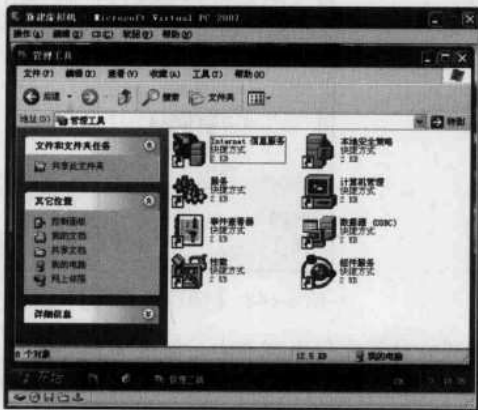 新建虚拟机 - Microsoft Virtual PC 2007
操作(A) 编辑(E) CD(C) 软驱(P) 帮助(H)
管理工具
文件(F) 编辑(E) 查看(V) 收藏(A) 工具(T) 帮助(H)
后退 搜索 文件夹
地址(D) 管理工具 转到
文件和文件夹任务
共享此文件夹
其它位置
控制面板
我的文档
共享文档
我的电脑
网上邻居
详细信息
Internet 信息服务
快捷方式
2 KB
本地安全策略
快捷方式
2 KB
服务
快捷方式
2 KB
计算机管理
快捷方式
2 KB
事件查看器
快捷方式
2 KB
数据源 (ODBC)
快捷方式
2 KB
性能
快捷方式
2 KB
组件服务
快捷方式
2 KB
8 个对象 12.5 KB 我的电脑
开始 管理工具